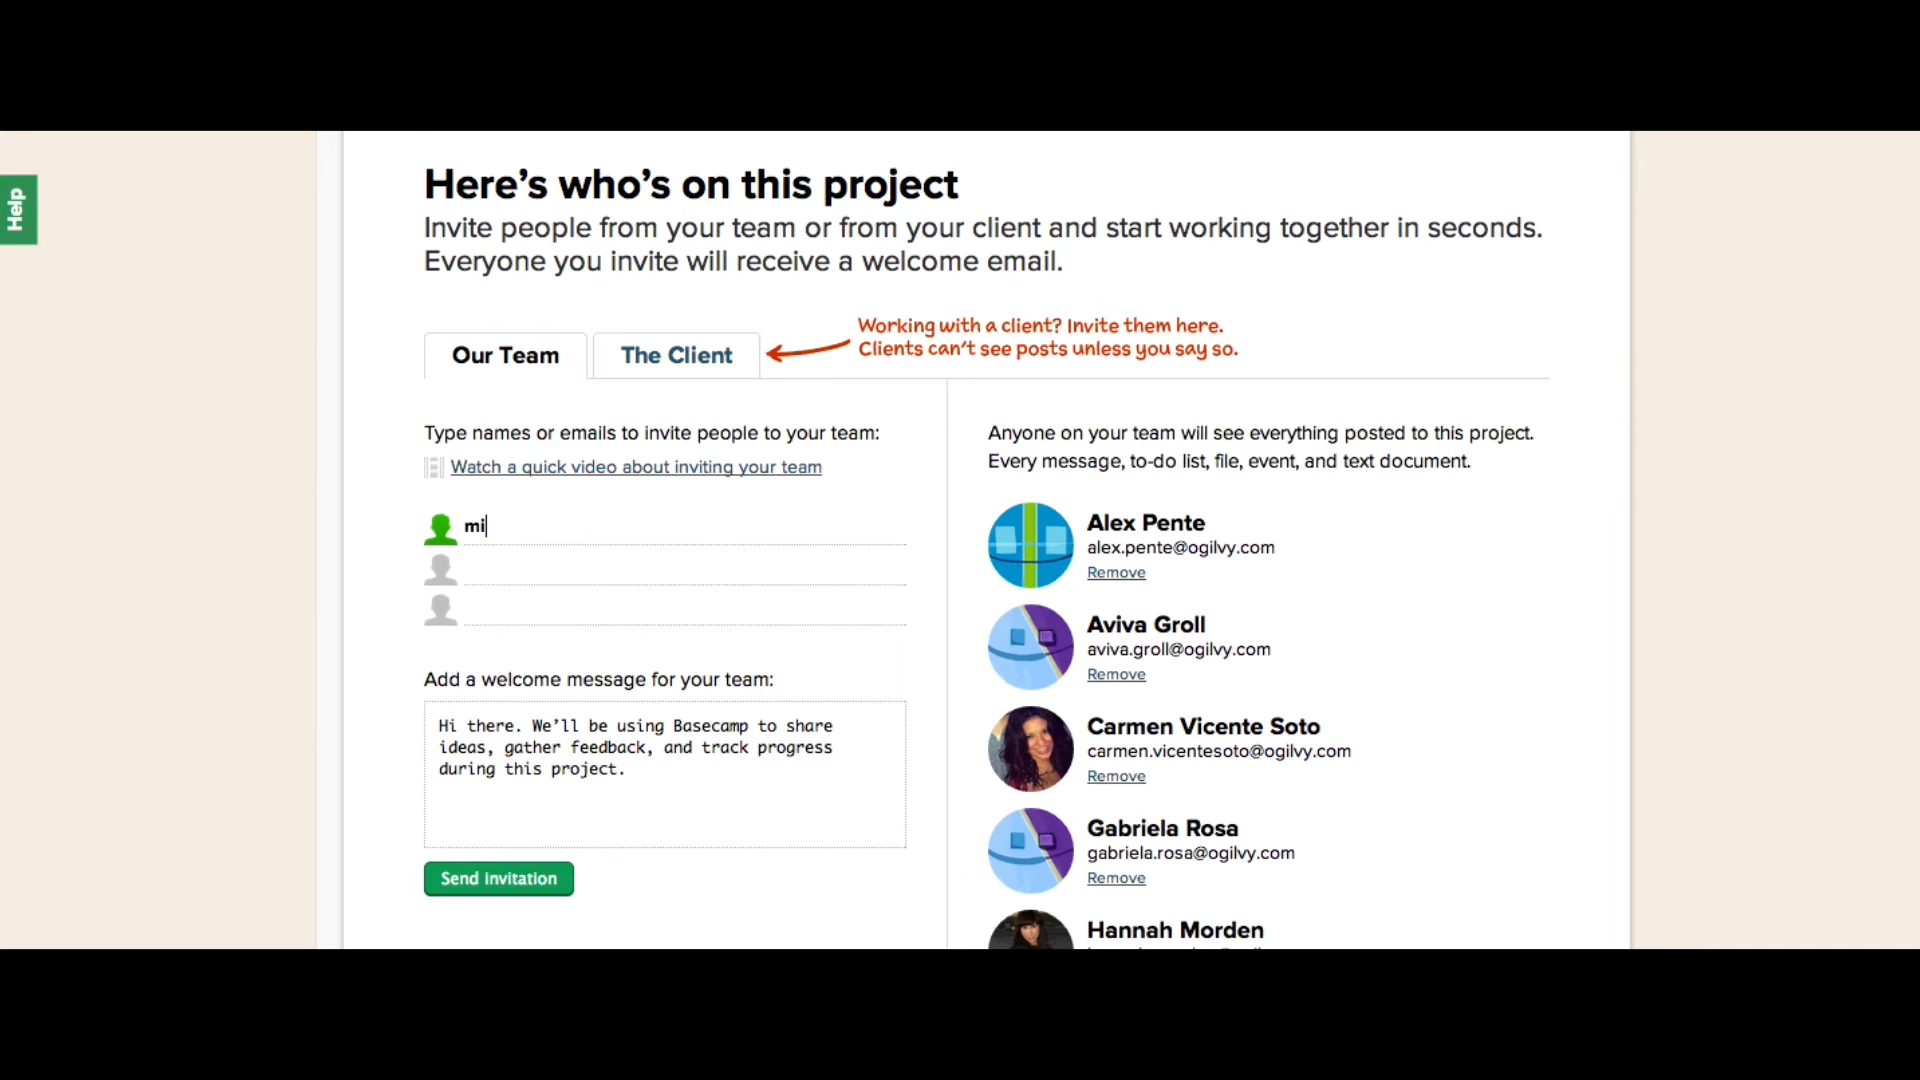 Help
Here’s who’s on this project
Invite people from your team or from your client and start working together in seconds.
Everyone you invite will receive a welcome email.
Our Team
The Client
Working with a client? Invite them here.
Clients can't see posts unless you say so.
Type names or emails to invite people to your team:
Watch a quick video about inviting your team
mi
Add a welcome message for your team:
Hi there. We’ll be using Basecamp to share
ideas, gather feedback, and track progress
during this project.
Send invitation
Anyone on your team will see everything posted to this project.
Every message, to-do list, file, event, and text document.
Alex Pente
alex.pente@ogilvy.com
Remove
Aviva Groll
aviva.groll@ogilvy.com
Remove
Carmen Vicente Soto
carmen.vicentesoto@ogilvy.com
Remove
Gabriela Rosa
gabriela.rosa@ogilvy.com
Remove
Hannah Morden